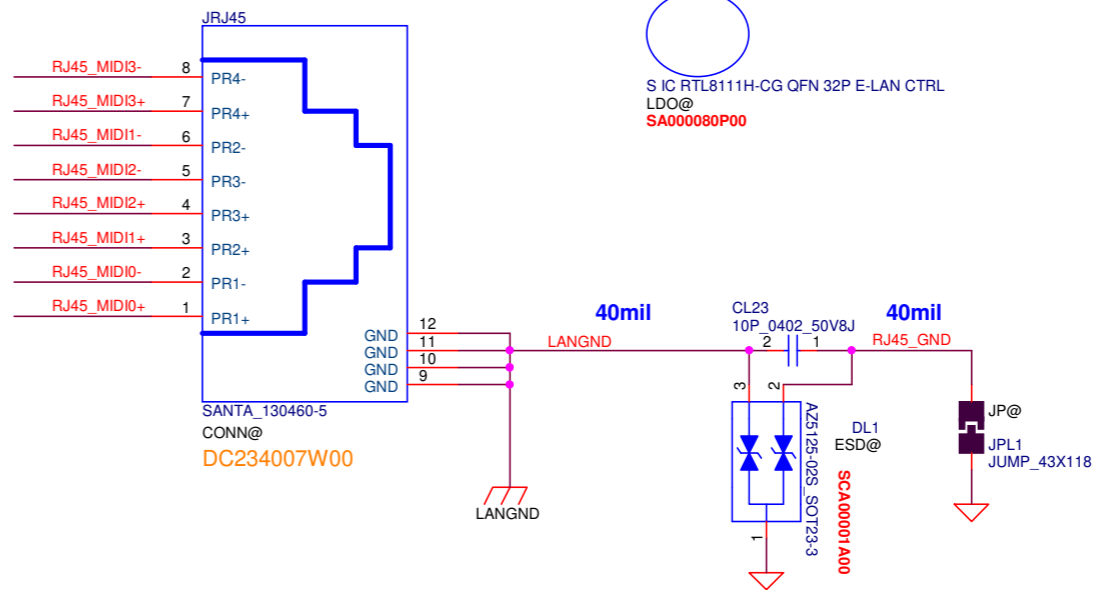 JRJ45
S IC RTL8111H-CG QFN 32P E-LAN CTRL
LDO@
SA000080P00
RJ45_MIDI3- 8 PR4-
RJ45_MIDI3+ 7 PR4+
RJ45_MIDI1- 6 PR2-
RJ45_MIDI2- 5 PR3-
RJ45_MIDI2+ 4 PR3+
RJ45_MIDI1+ 3 PR2+
RJ45_MIDI0- 2 PR1-
RJ45_MIDI0+ 1 PR1+
GND 12
GND 11
GND 10
GND 9
SANTA_130460-5
CONN@
DC234007W00
LANGND
40mil
LANGND
CL23
10P_0402_50V8J
2 1
40mil
RJ45_GND
3 2
AZ5125-02S_SOT23-3
DL1
ESD@
SCA00001A00
1
JP@
JPL1
JUMP_43X118